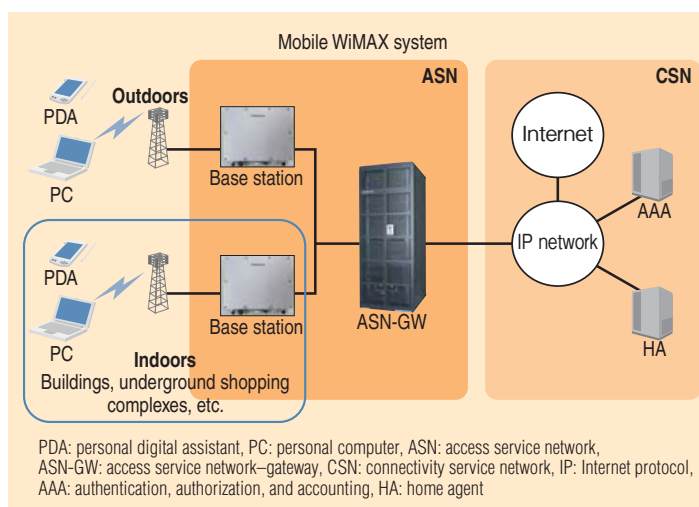 Mobile WiMAX system
ASN
CSN
PDA
Outdoors
PC
Base station
Internet
AAA
IP network
ASN-GW
HA
PDA
PC
Base station
Indoors
Buildings, underground shopping
complexes, etc.
PDA: personal digital assistant, PC: personal computer, ASN: access service network,
ASN-GW: access service network–gateway, CSN: connectivity service network, IP: Internet protocol,
AAA: authentication, authorization, and accounting, HA: home agent